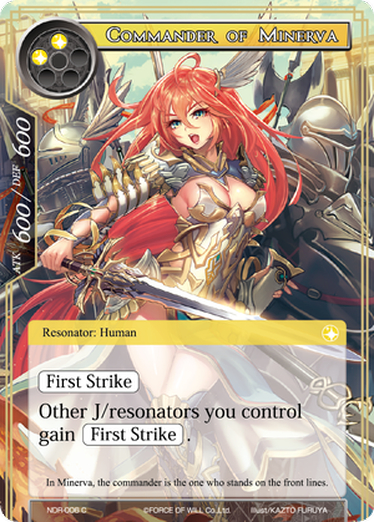 COMMANDER OF MINERVA
ATK 600 / DEF 600
Resonator: Human
First Strike
Other J/resonators you control
gain First Strike.
In Minerva, the commander is the one who stands on the front lines.
NDR-006 C ©FORCE OF WILL Co.,Ltd. Illust/KAZTO FURUYA